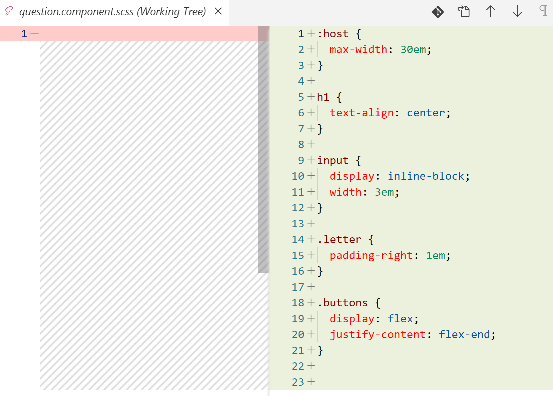 question.component.scss (Working Tree) ×
1 —
1 + :host {
2 + max-width: 30em;
3 + }
4 +
5 + h1 {
6 + text-align: center;
7 + }
8 +
9 + input {
10 + display: inline-block;
11 + width: 3em;
12 + }
13 +
14 + .letter {
15 + padding-right: 1em;
16 + }
17 +
18 + .buttons {
19 + display: flex;
20 + justify-content: flex-end;
21 + }
22 +
23 +